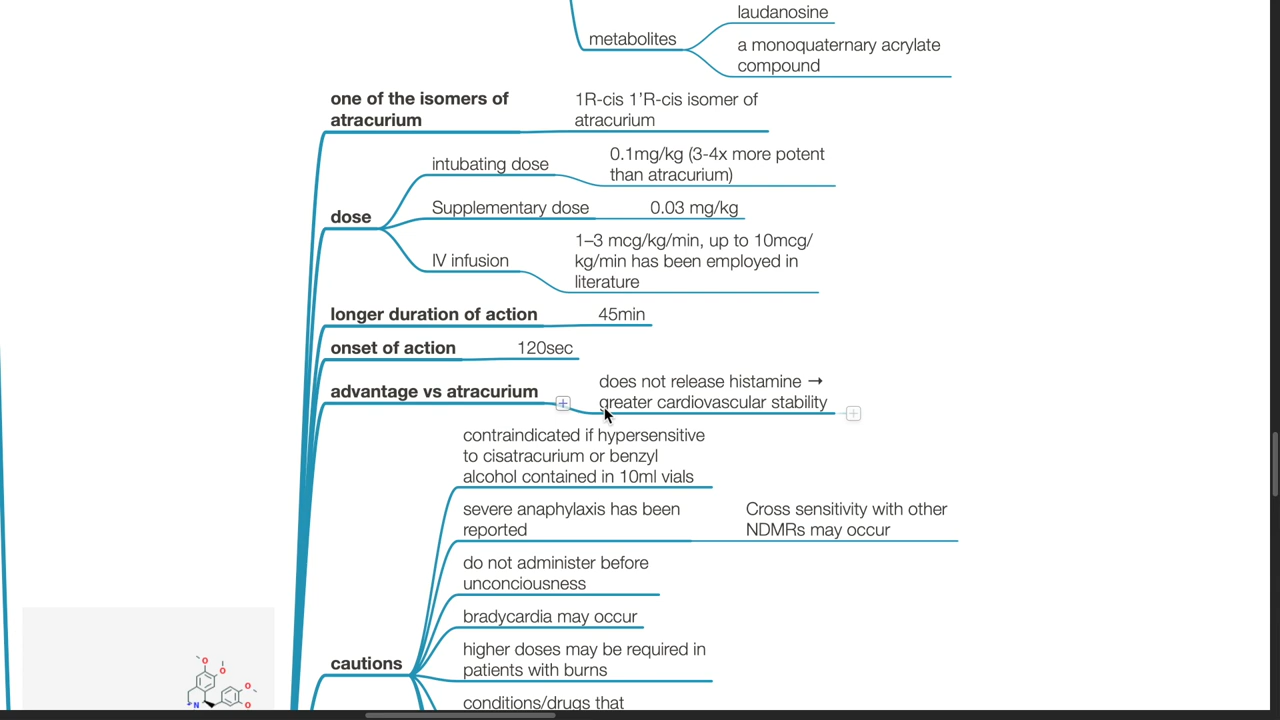 laudanosine
metabolites
a monoquaternary acrylate
compound
one of the isomers of
atracurium
1R-cis 1’R-cis isomer of
atracurium
dose
intubating dose
0.1mg/kg (3-4x more potent
than atracurium)
Supplementary dose
0.03 mg/kg
IV infusion
1–3 mcg/kg/min, up to 10mcg/
kg/min has been employed in
literature
longer duration of action
45min
onset of action
120sec
advantage vs atracurium
does not release histamine →
greater cardiovascular stability
cautions
contraindicated if hypersensitive
to cisatracurium or benzyl
alcohol contained in 10ml vials
severe anaphylaxis has been
reported
Cross sensitivity with other
NDMRs may occur
do not administer before
unconciousness
bradycardia may occur
higher doses may be required in
patients with burns
conditions/drugs that
O
O
O
O
N